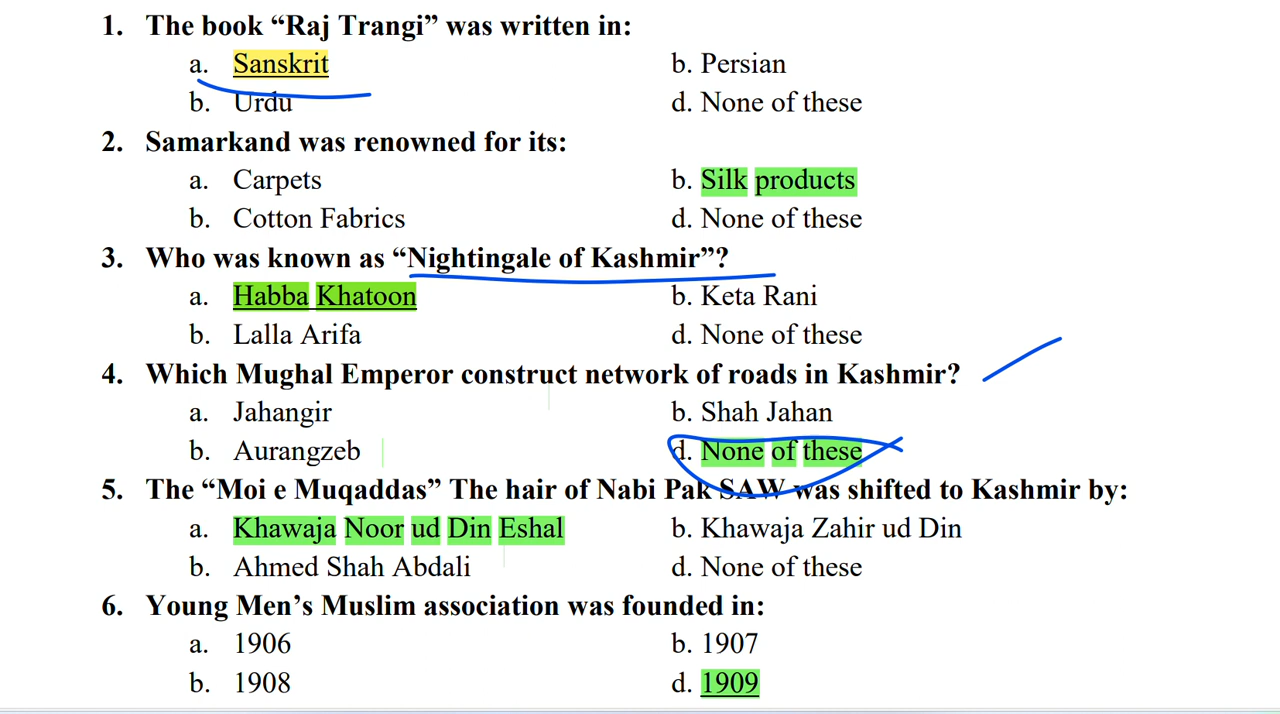 1. The book “Raj Trangi” was written in:
a. Sanskrit b. Persian
b. Urdu d. None of these
2. Samarkand was renowned for its:
a. Carpets b. Silk products
b. Cotton Fabrics d. None of these
3. Who was known as “Nightingale of Kashmir”?
a. Habba Khatoon b. Keta Rani
b. Lalla Arifa d. None of these
4. Which Mughal Emperor construct network of roads in Kashmir?
a. Jahangir b. Shah Jahan
b. Aurangzeb d. None of these
5. The “Moi e Muqaddas” The hair of Nabi Pak SAW was shifted to Kashmir by:
a. Khawaja Noor ud Din Eshal b. Khawaja Zahir ud Din
b. Ahmed Shah Abdali d. None of these
6. Young Men’s Muslim association was founded in:
a. 1906 b. 1907
b. 1908 d. 1909